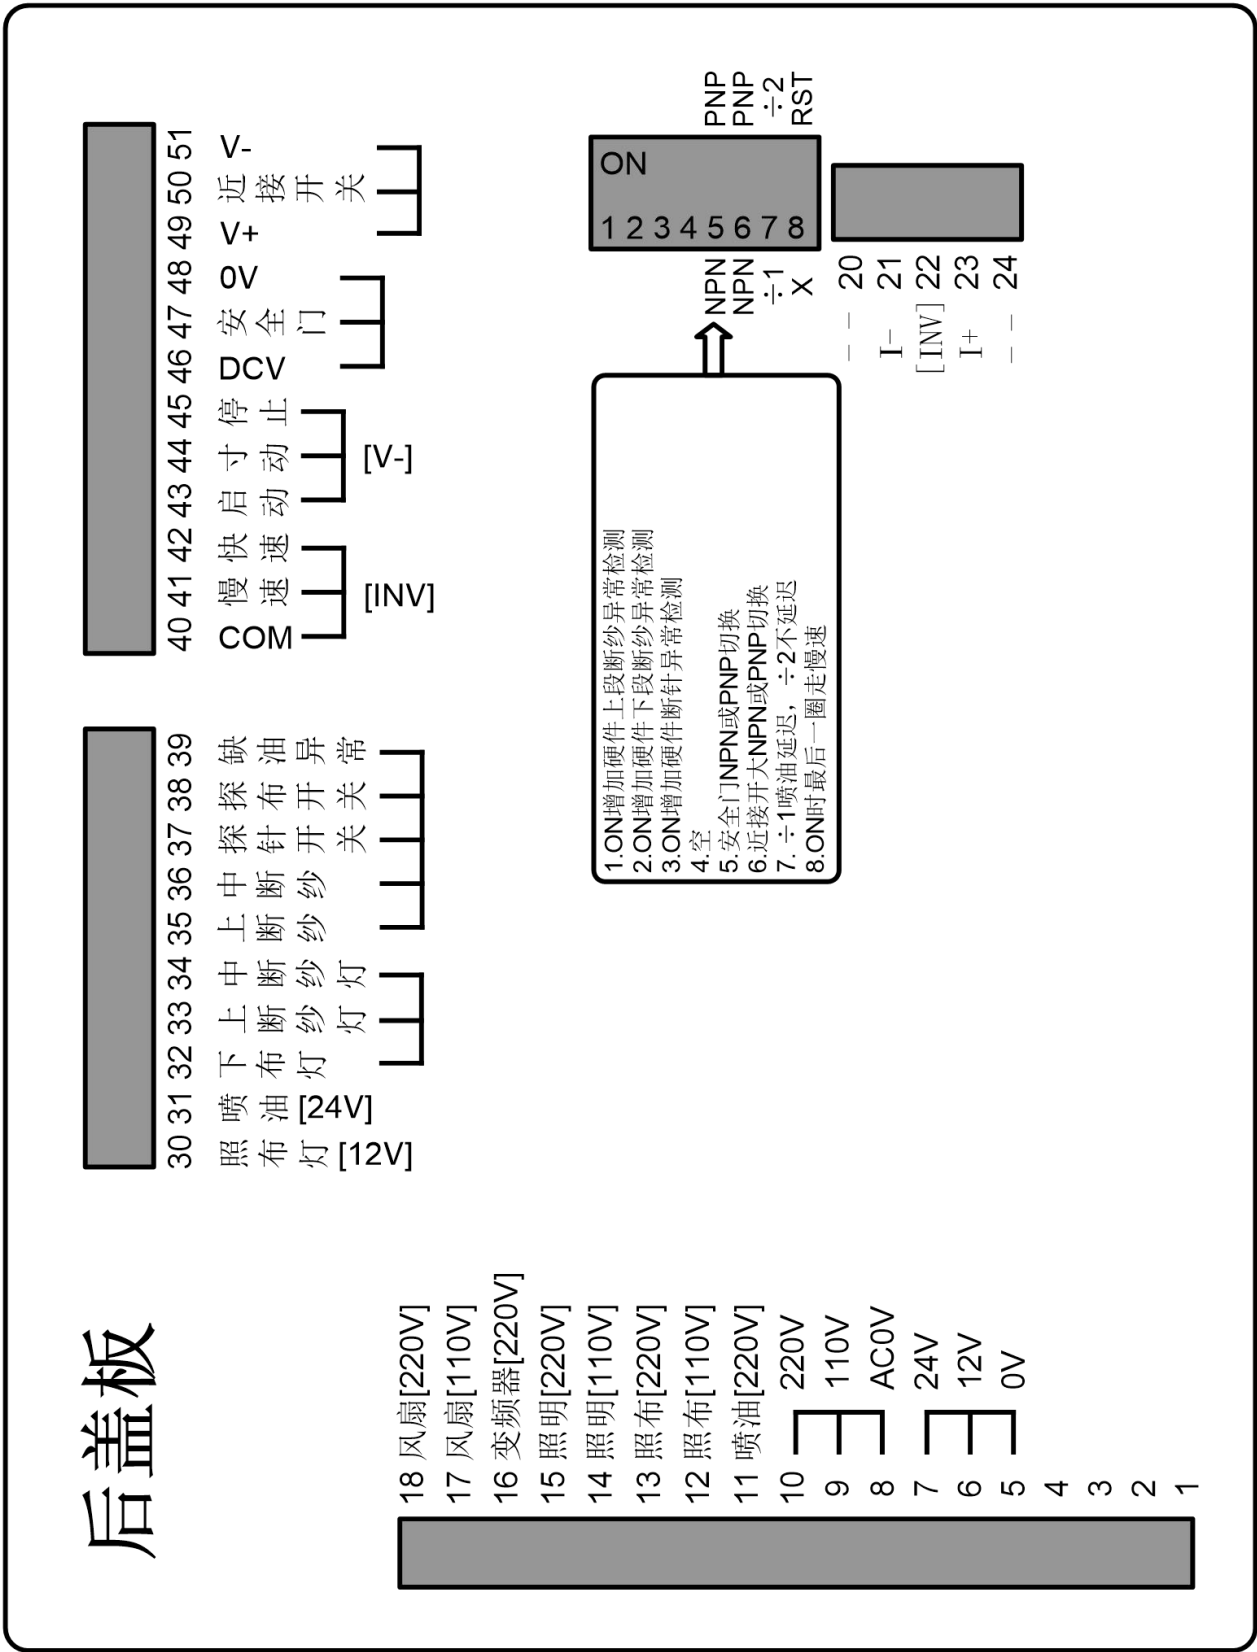 后盖板
30 照布灯[12V]
31 喷油[24V]
32 下布灯
33 上断纱灯
34 中断纱灯
35 上断纱
36 中断纱
37 探针开关
38 探布开关
39 缺油异常
40 COM
41 慢速
42 快速
[INV]
43 启动
44 寸动
45 停止
[V-]
46 DCV
47 安全门
48 0V
49 V+
50 近接开关
51 V-
18 风扇[220V]
17 风扇[110V]
16 变频器[220V]
15 照明[220V]
14 照明[110V]
13 照布[220V]
12 照布[110V]
11 喷油[220V]
10 220V
9 110V
8 AC0V
7 24V
6 12V
5 0V
4
3
2
1
1.ON增加硬件上段断纱异常检测
2.ON增加硬件下段断纱异常检测
3.ON增加硬件断针异常检测
4.空
5.安全门NPN或PNP切换
6.近接开大NPN或PNP切换
7. ÷1喷油延迟，÷2不延迟
8.ON时最后一圈走慢速
ON
1
2
3
4
NPN 5 PNP
NPN 6 PNP
÷1 7 ÷2
X 8 RST
-- 20
I- 21
[INV] 22
I+ 23
-- 24